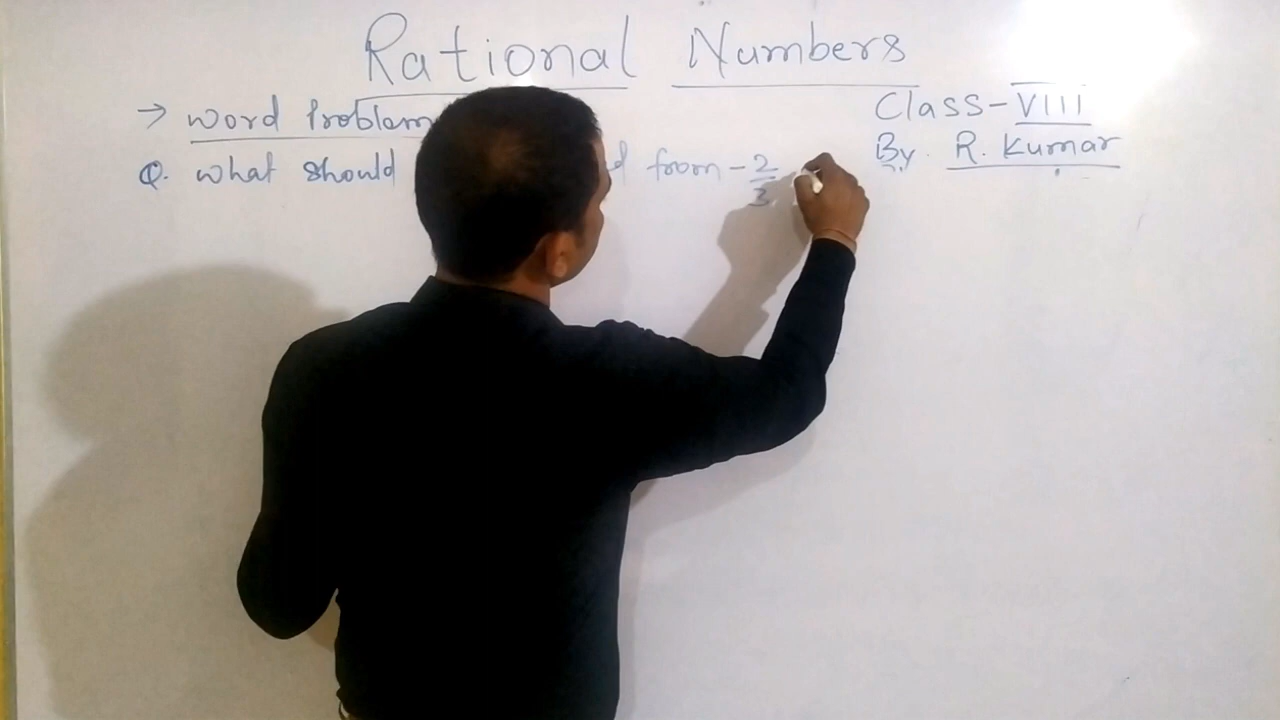 Rational Numbers
Class-VIII
→ Word Problem
By. R. Kumar
Q. What should from -2/3